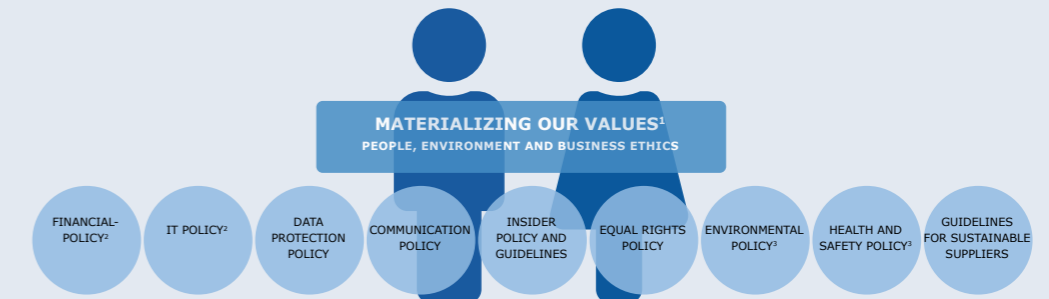 MATERIALIZING OUR VALUES¹
PEOPLE, ENVIRONMENT AND BUSINESS ETHICS
FINANCIAL-
POLICY²
IT POLICY²
DATA
PROTECTION
POLICY
COMMUNICATION
POLICY
INSIDER
POLICY AND
GUIDELINES
EQUAL RIGHTS
POLICY
ENVIRONMENTAL
POLICY³
HEALTH AND
SAFETY POLICY³
GUIDELINES
FOR SUSTAINABLE
SUPPLIERS